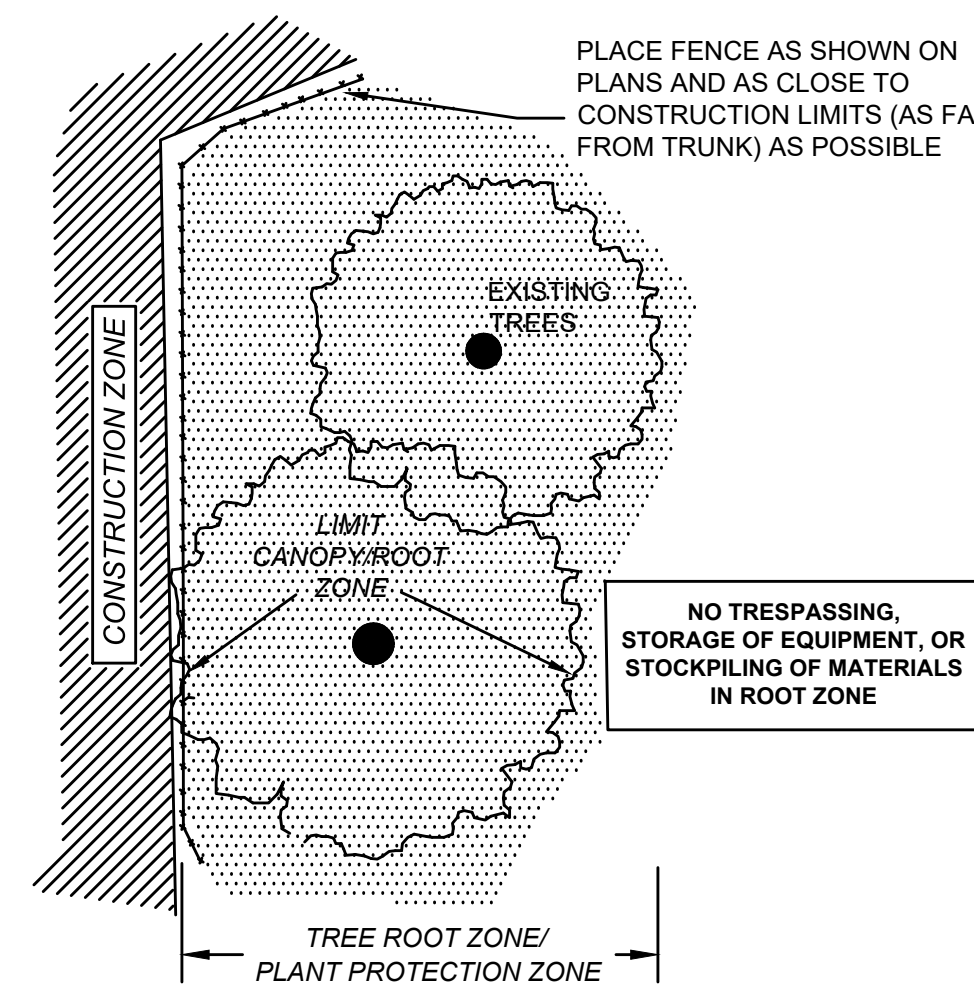 PLACE FENCE AS SHOWN ON
PLANS AND AS CLOSE TO
CONSTRUCTION LIMITS (AS FA
FROM TRUNK) AS POSSIBLE
EXISTING
TREES
CONSTRUCTION ZONE
LIMIT
CANOPY/ROOT
ZONE
NO TRESPASSING,
STORAGE OF EQUIPMENT, OR
STOCKPILING OF MATERIALS
IN ROOT ZONE
TREE ROOT ZONE/
PLANT PROTECTION ZONE